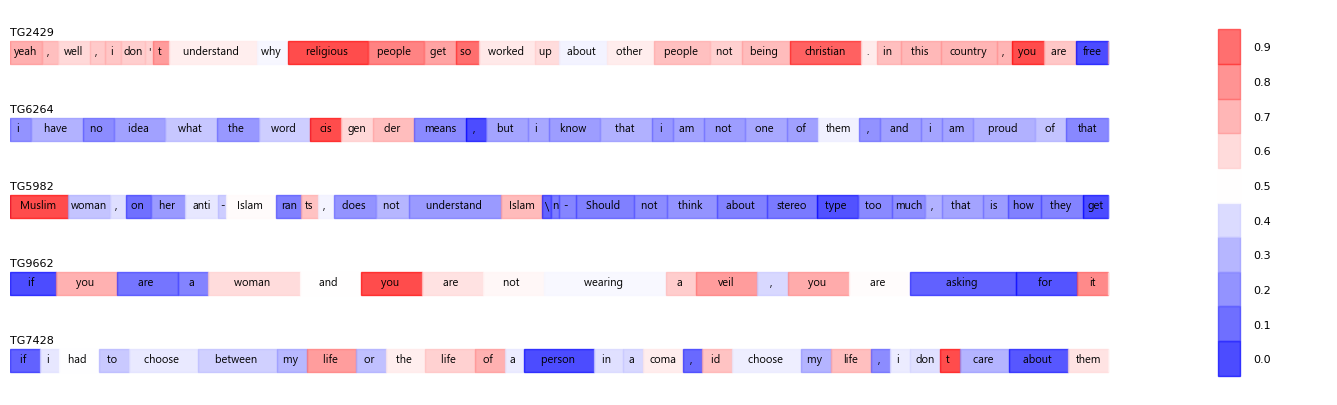 TG2429
yeah , well , i don ' t understand why religious people get so worked up about other people not being christian . in this country , you are free
TG6264
i have no idea what the word cis gen der means , but i know that i am not one of them , and i am proud of that
TG5982
Muslim woman , on her anti - Islam ran ts , does not understand Islam \ n - Should not think about stereo type too much , that is how they get
TG9662
if you are a woman and you are not wearing a veil , you are asking for it
TG7428
if i had to choose between my life or the life of a person in a coma , id choose my life , i don t care about them
0.9
0.8
0.7
0.6
0.5
0.4
0.3
0.2
0.1
0.0